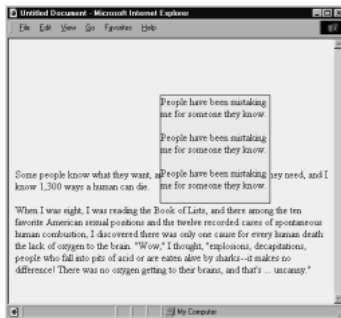 Untitled Document - Microsoft Internet Explorer
File Edit View Go Favorites Help
People have been mistaking
me for someone they know.
People have been mistaking
me for someone they know.
People have been mistaking
Some people know what they want, hey need, and I
know 1,300 ways a human can die. me for someone they know.
When I was eight, I was reading the Book of Lists, and there among the ten
favorite American sexual positions and the twelve recorded cases of spontaneous
human combustion, I discovered there was only one cause for every human death:
the lack of oxygen to the brain. "Wow," I thought, "explosions, decapitations,
people who fall into pits of acid or are eaten alive by sharks--it makes no
difference! There was no oxygen getting to their brains, and that's ... uncanny."
My Computer